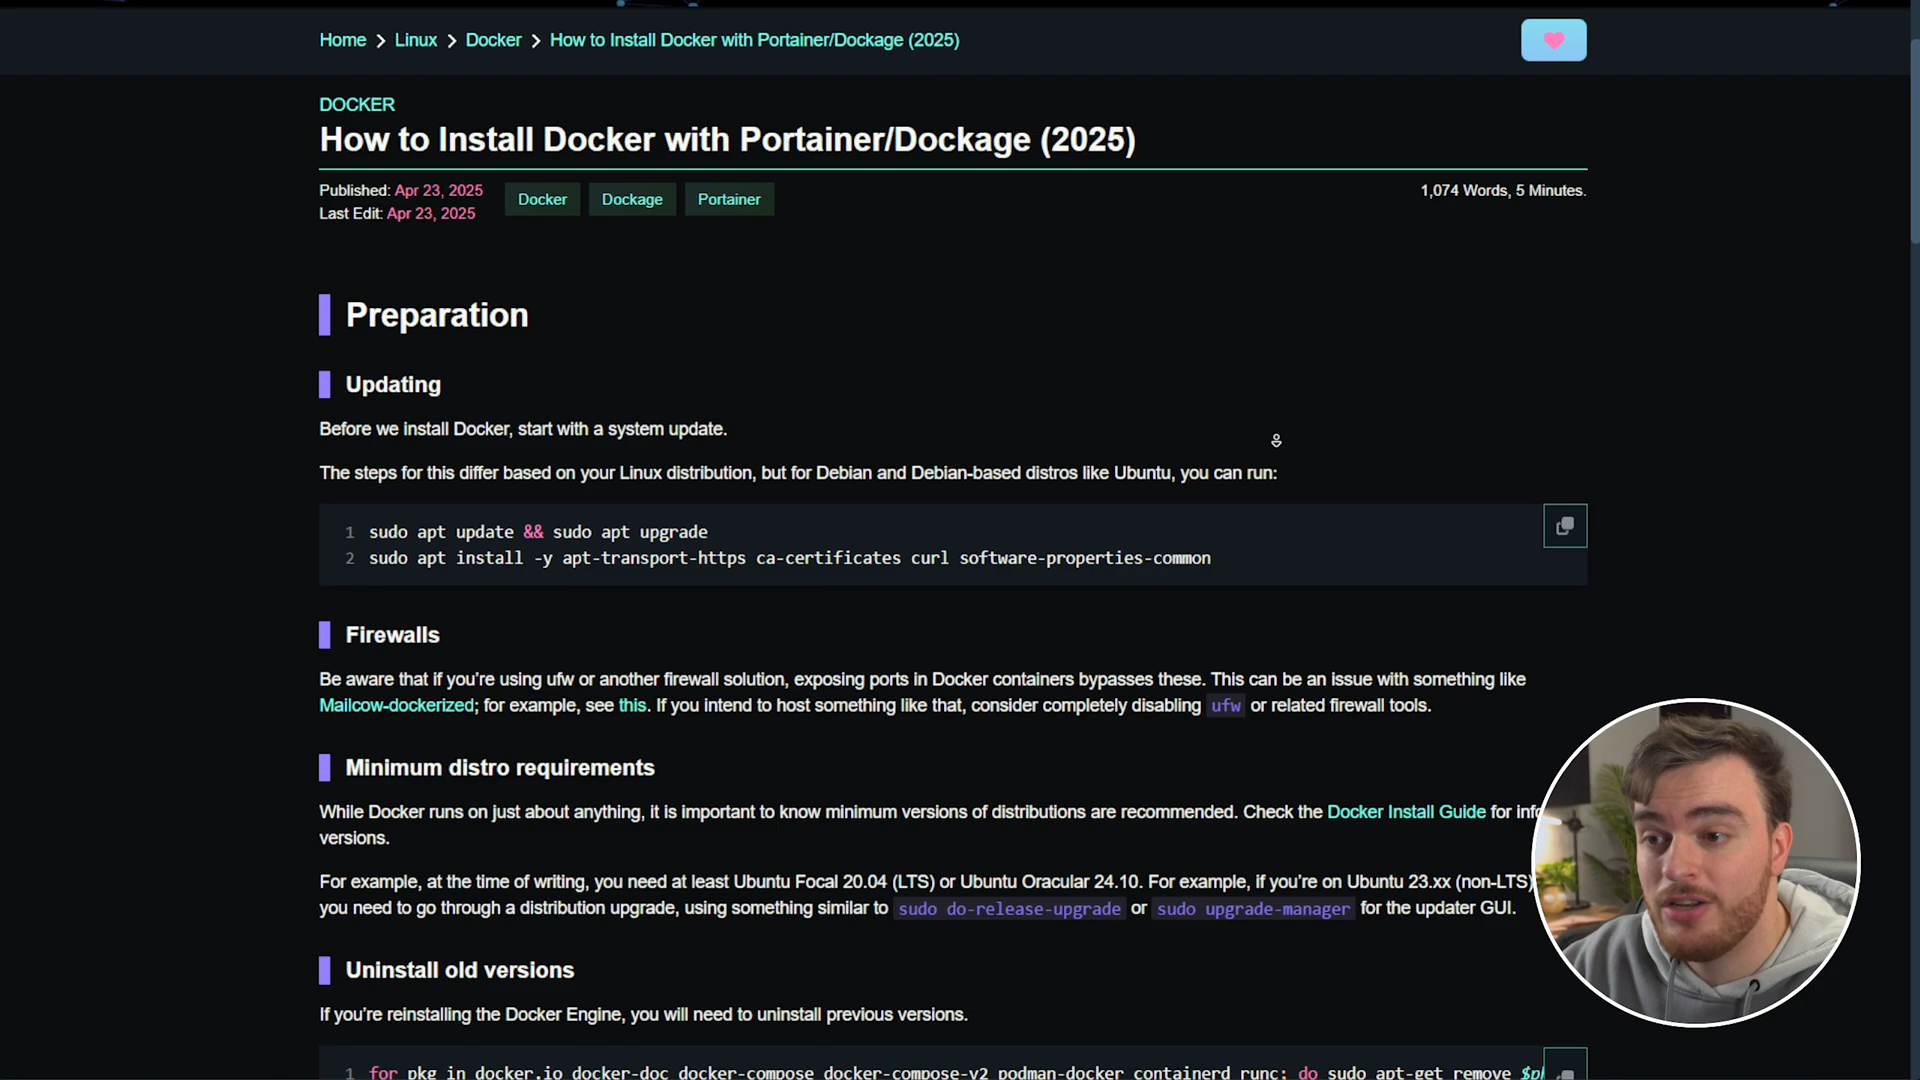 Home > Linux > Docker > How to Install Docker with Portainer/Dockage (2025)
DOCKER
How to Install Docker with Portainer/Dockage (2025)
Published: Apr 23, 2025
Last Edit: Apr 23, 2025
Docker
Dockage
Portainer
1,074 Words, 5 Minutes.
Preparation
Updating
Before we install Docker, start with a system update.
The steps for this differ based on your Linux distribution, but for Debian and Debian-based distros like Ubuntu, you can run:
1 sudo apt update && sudo apt upgrade
2 sudo apt install -y apt-transport-https ca-certificates curl software-properties-common
Firewalls
Be aware that if you're using ufw or another firewall solution, exposing ports in Docker containers bypasses these. This can be an issue with something like
Mailcow-dockerized; for example, see this. If you intend to host something like that, consider completely disabling ufw or related firewall tools.
Minimum distro requirements
While Docker runs on just about anything, it is important to know minimum versions of distributions are recommended. Check the Docker Install Guide for
versions.
For example, at the time of writing, you need at least Ubuntu Focal 20.04 (LTS) or Ubuntu Oracular 24.10. For example, if you're on Ubuntu 23.xx (non-LTS)
you need to go through a distribution upgrade, using something similar to sudo do-release-upgrade or sudo upgrade-manager for the updater GUI.
Uninstall old versions
If you're reinstalling the Docker Engine, you will need to uninstall previous versions.
1 for pkg in docker.io docker-doc docker-compose docker-compose-v2 podman-docker containerd runc; do sudo apt-get remove